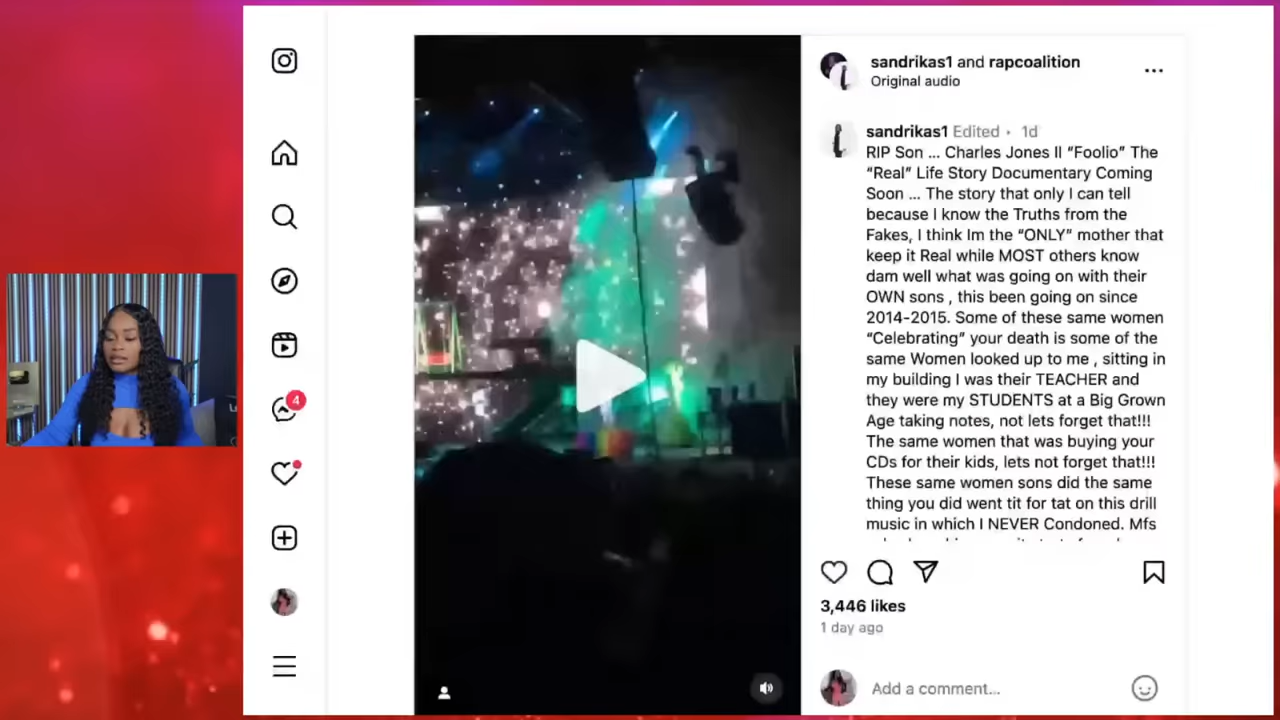 sandrikas1 and rapcoalition
Original audio
sandrikas1 Edited • 1d
RIP Son ... Charles Jones II “Foolio” The
“Real” Life Story Documentary Coming
Soon ... The story that only I can tell
because I know the Truths from the
Fakes, I think Im the “ONLY” mother that
keep it Real while MOST others know
dam well what was going on with their
OWN sons , this been going on since
2014-2015. Some of these same women
“Celebrating” your death is some of the
same Women looked up to me , sitting in
my building I was their TEACHER and
they were my STUDENTS at a Big Grown
Age taking notes, not lets forget that!!!
The same women that was buying your
CDs for their kids, lets not forget that!!!
These same women sons did the same
thing you did went tit for tat on this drill
music in which I NEVER Condoned. Mfs
4
3,446 likes
1 day ago
Add a comment...